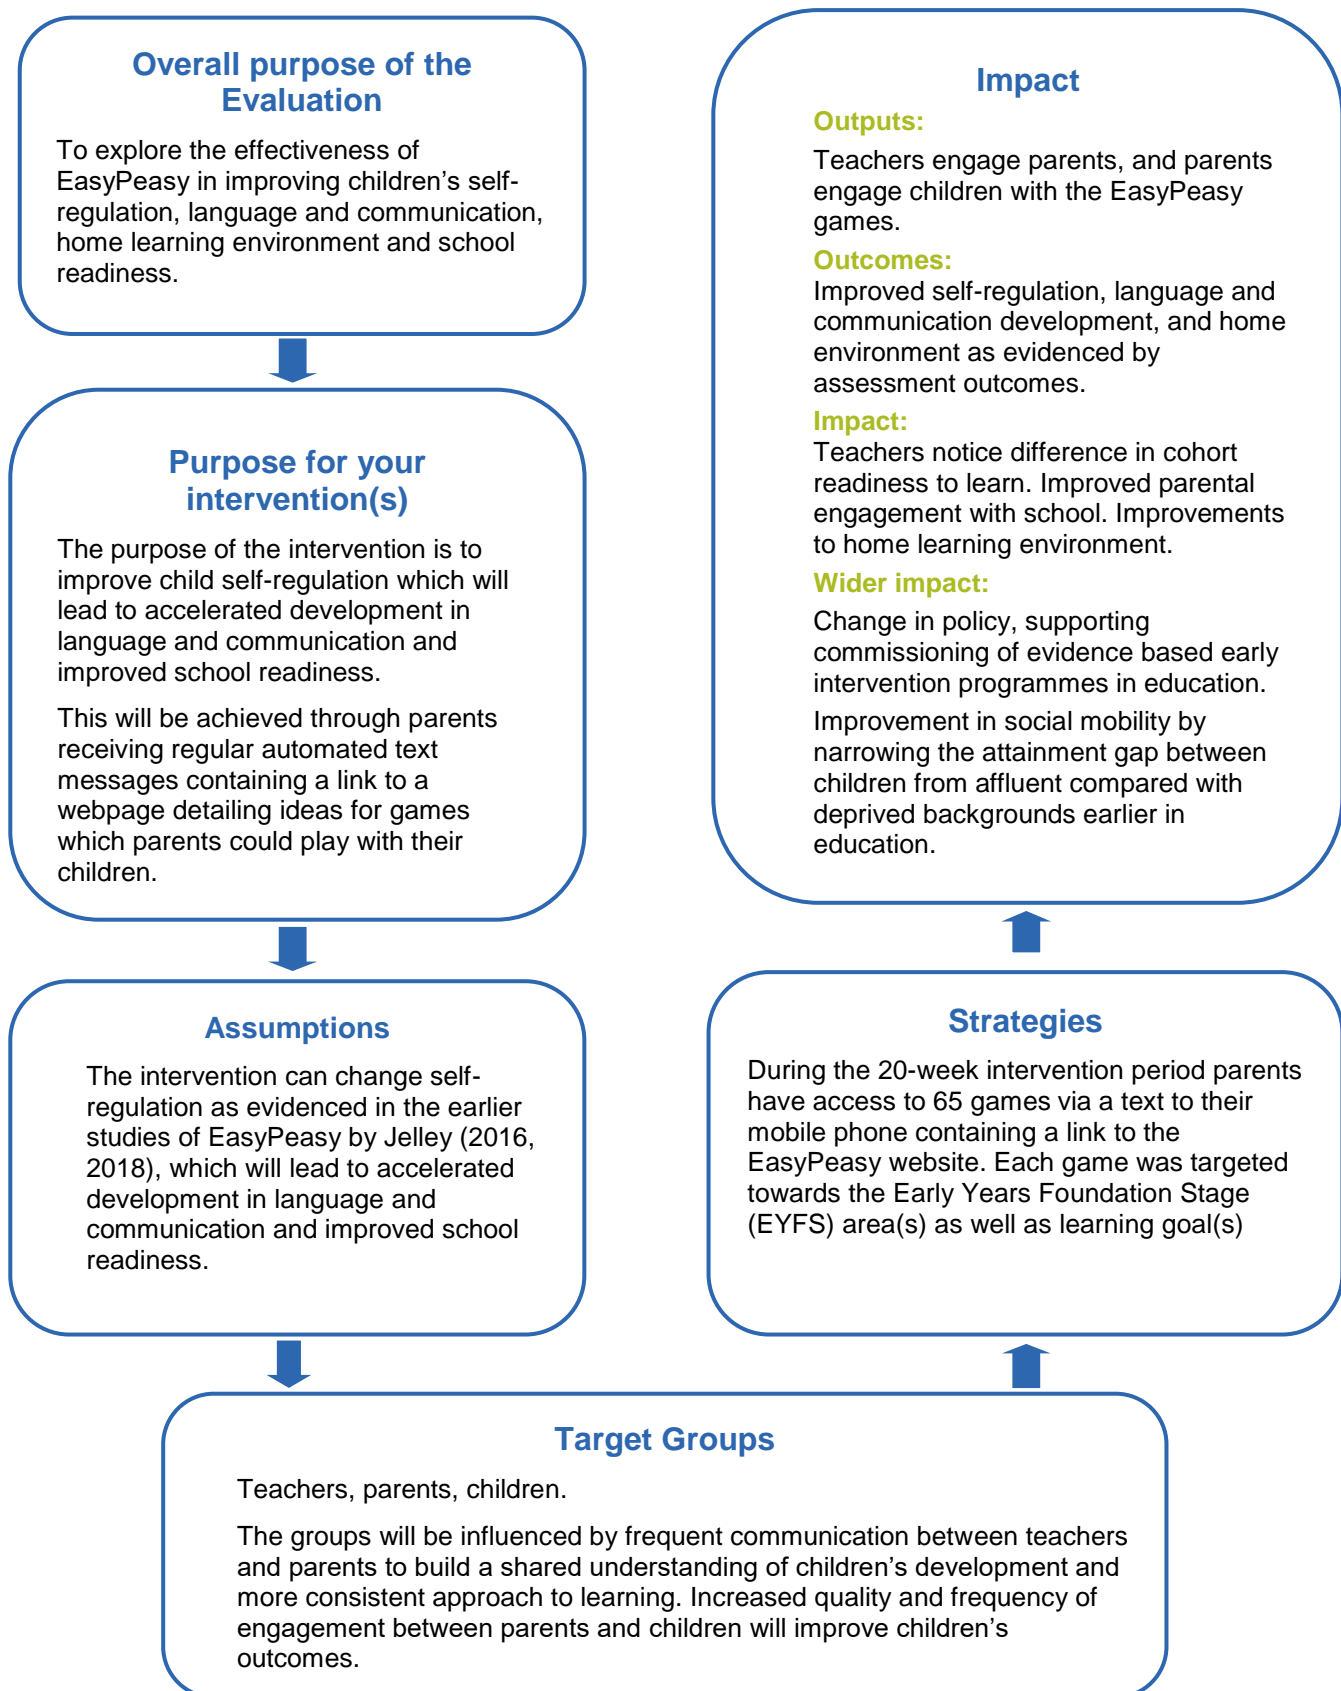 Overall purpose of the
Evaluation
To explore the effectiveness of
EasyPeasy in improving children’s self-
regulation, language and communication,
home learning environment and school
readiness.
Purpose for your
intervention(s)
The purpose of the intervention is to
improve child self-regulation which will
lead to accelerated development in
language and communication and
improved school readiness.
This will be achieved through parents
receiving regular automated text
messages containing a link to a
webpage detailing ideas for games
which parents could play with their
children.
Assumptions
The intervention can change self-
regulation as evidenced in the earlier
studies of EasyPeasy by Jelley (2016,
2018), which will lead to accelerated
development in language and
communication and improved school
readiness.
Target Groups
Teachers, parents, children.
The groups will be influenced by frequent communication between teachers
and parents to build a shared understanding of children’s development and
more consistent approach to learning. Increased quality and frequency of
engagement between parents and children will improve children’s
outcomes.
Strategies
During the 20-week intervention period parents
have access to 65 games via a text to their
mobile phone containing a link to the
EasyPeasy website. Each game was targeted
towards the Early Years Foundation Stage
(EYFS) area(s) as well as learning goal(s)
Impact
Outputs:
Teachers engage parents, and parents
engage children with the EasyPeasy
games.
Outcomes:
Improved self-regulation, language and
communication development, and home
environment as evidenced by
assessment outcomes.
Impact:
Teachers notice difference in cohort
readiness to learn. Improved parental
engagement with school. Improvements
to home learning environment.
Wider impact:
Change in policy, supporting
commissioning of evidence based early
intervention programmes in education.
Improvement in social mobility by
narrowing the attainment gap between
children from affluent compared with
deprived backgrounds earlier in
education.